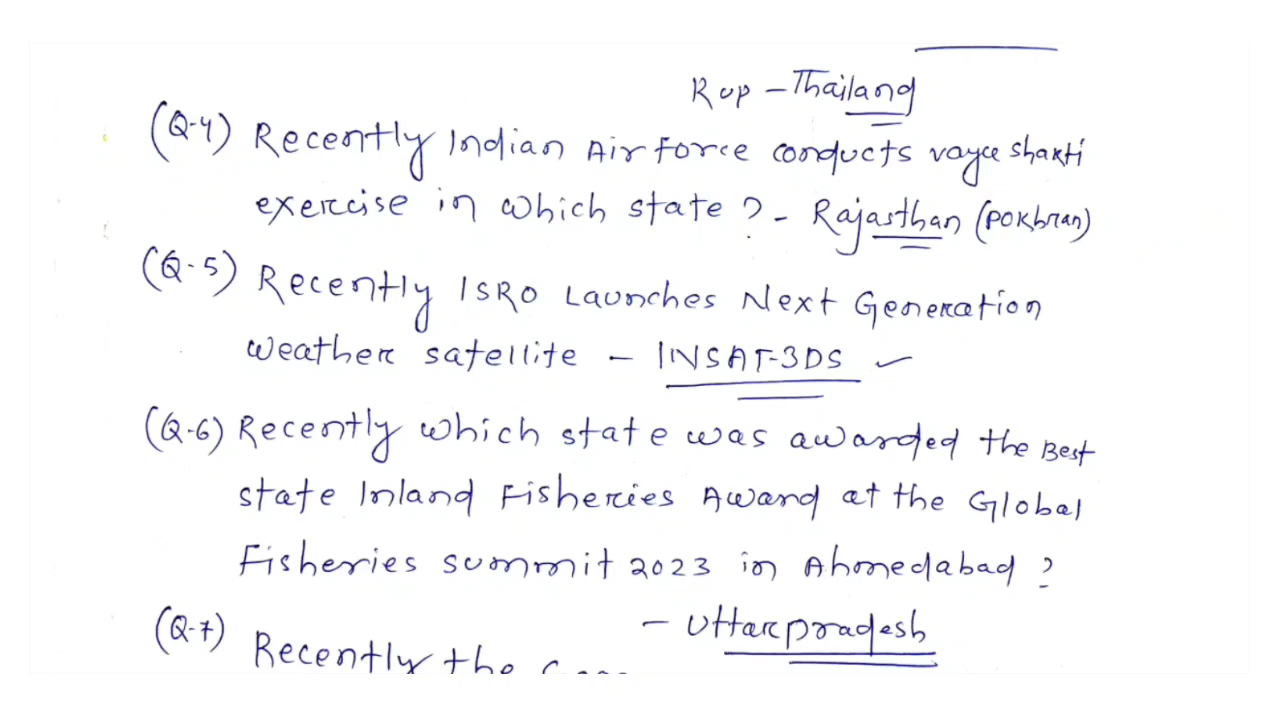 Rup - Thailand
(Q-4) Recently Indian Air Force conducts vayu shakti
exercise in which state ? - Rajasthan (Pokhran)
(Q-5) Recently ISRO Launches Next Generation
weather satellite - INSAT-3DS ✓
(Q-6) Recently which state was awarded the Best
state Inland Fisheries Award at the Global
Fisheries summit 2023 in Ahmedabad ?
- Uttarpradesh
(Q-7) Recently the